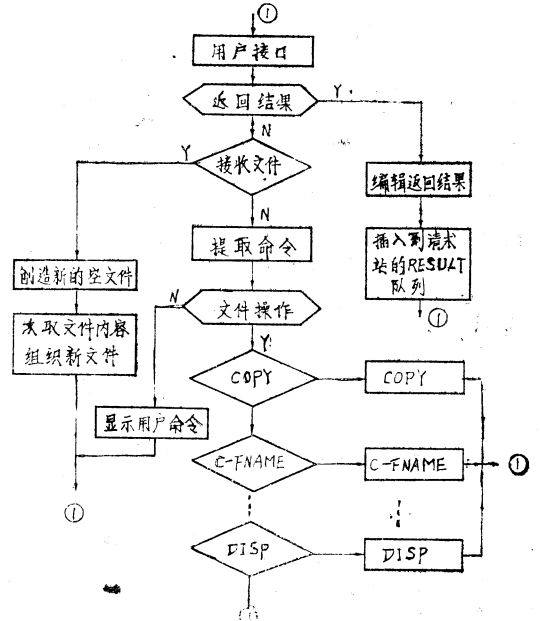 ①
用户接口
返回结果
Y
N
Y
接收文件
编辑返回结果
N
提取命令
插入到请求
站的RESULT
队列
创造新的空文件
N
文件操作
①
读取文件内容
组织新文件
Y
COPY
COPY
显示用户命令
C-FNAME
C-FNAME
①
①
DISP
DISP
①